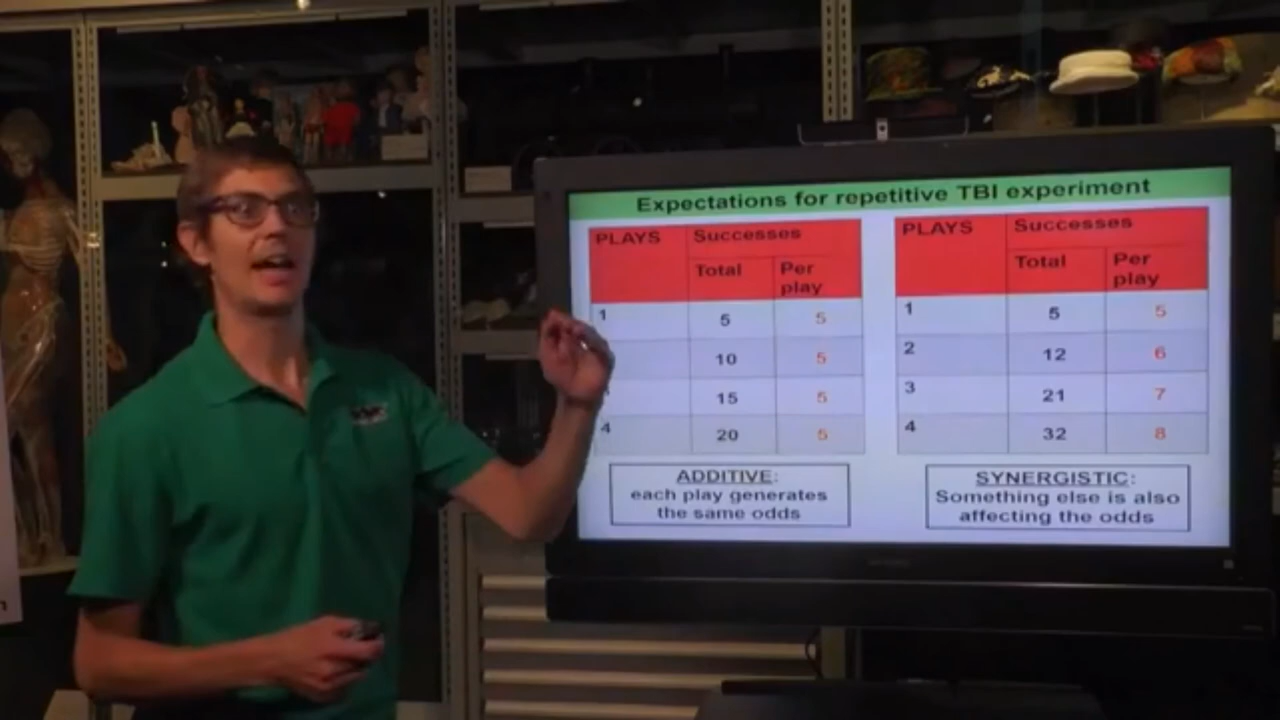 Expectations for repetitive TBI experiment
PLAYS Successes
Total Per play
1 5 5
10 5
15 5
4 20 5
ADDITIVE:
each play generates
the same odds
PLAYS Successes
Total Per play
1 5 5
2 12 6
3 21 7
4 32 8
SYNERGISTIC:
Something else is also
affecting the odds